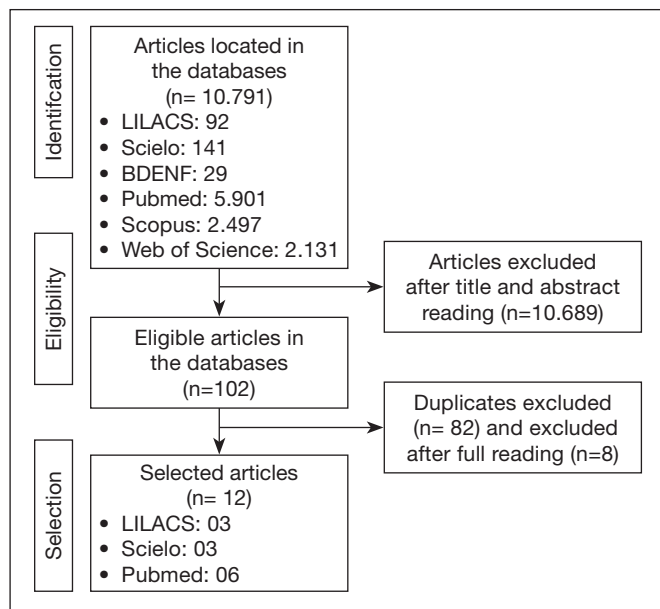 Identifcation
Articles located in
the databases
(n= 10.791)
• LILACS: 92
• Scielo: 141
• BDENF: 29
• Pubmed: 5.901
• Scopus: 2.497
• Web of Science: 2.131
Articles excluded
after title and abstract
reading (n=10.689)
Eligibility
Eligible articles in
the databases
(n=102)
Duplicates excluded
(n= 82) and excluded
after full reading (n=8)
Selection
Selected articles
(n= 12)
• LILACS: 03
• Scielo: 03
• Pubmed: 06